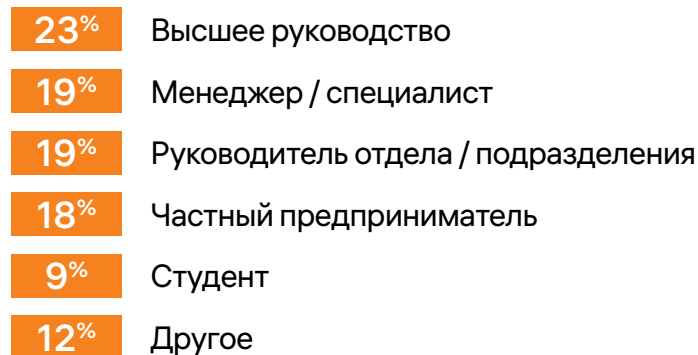 23% Высшее руководство
19% Менеджер / специалист
19% Руководитель отдела / подразделения
18% Частный предприниматель
9% Студент
12% Другое